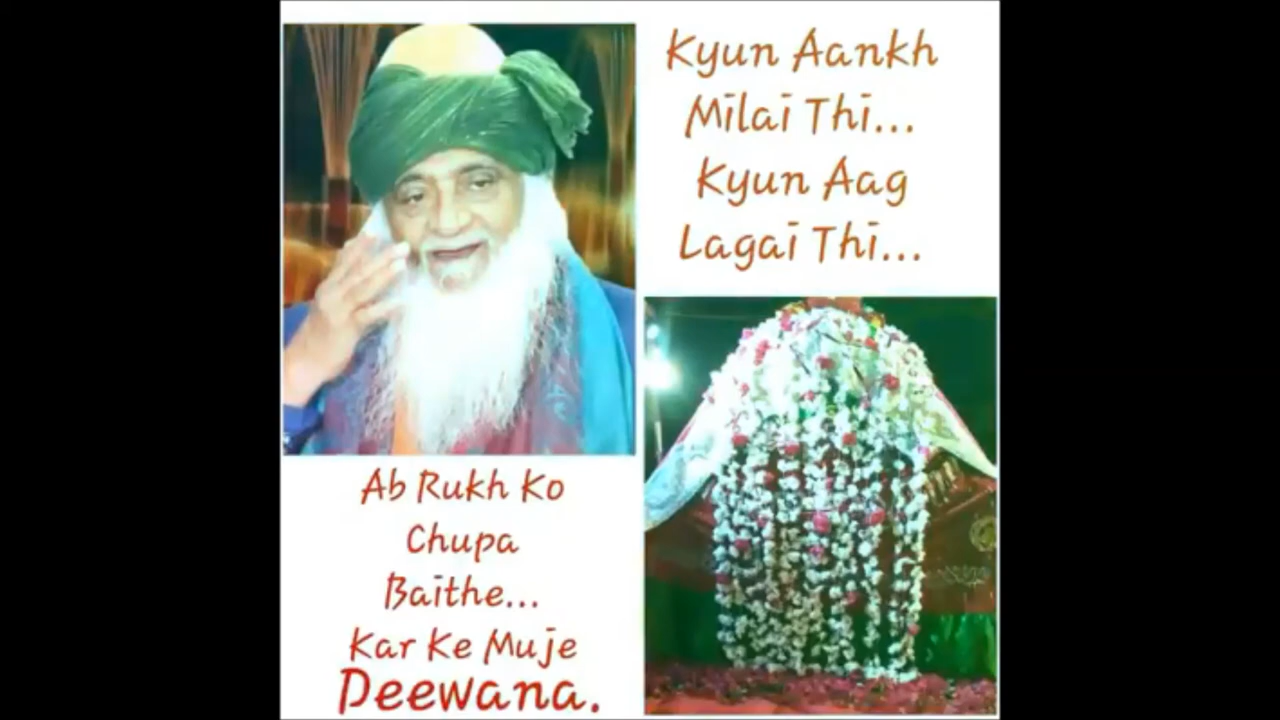 Kyun Aankh
Milai Thi...
Kyun Aag
Lagai Thi...
Ab Rukh Ko
Chupa
Baithe...
Kar Ke Muje
Deewana.